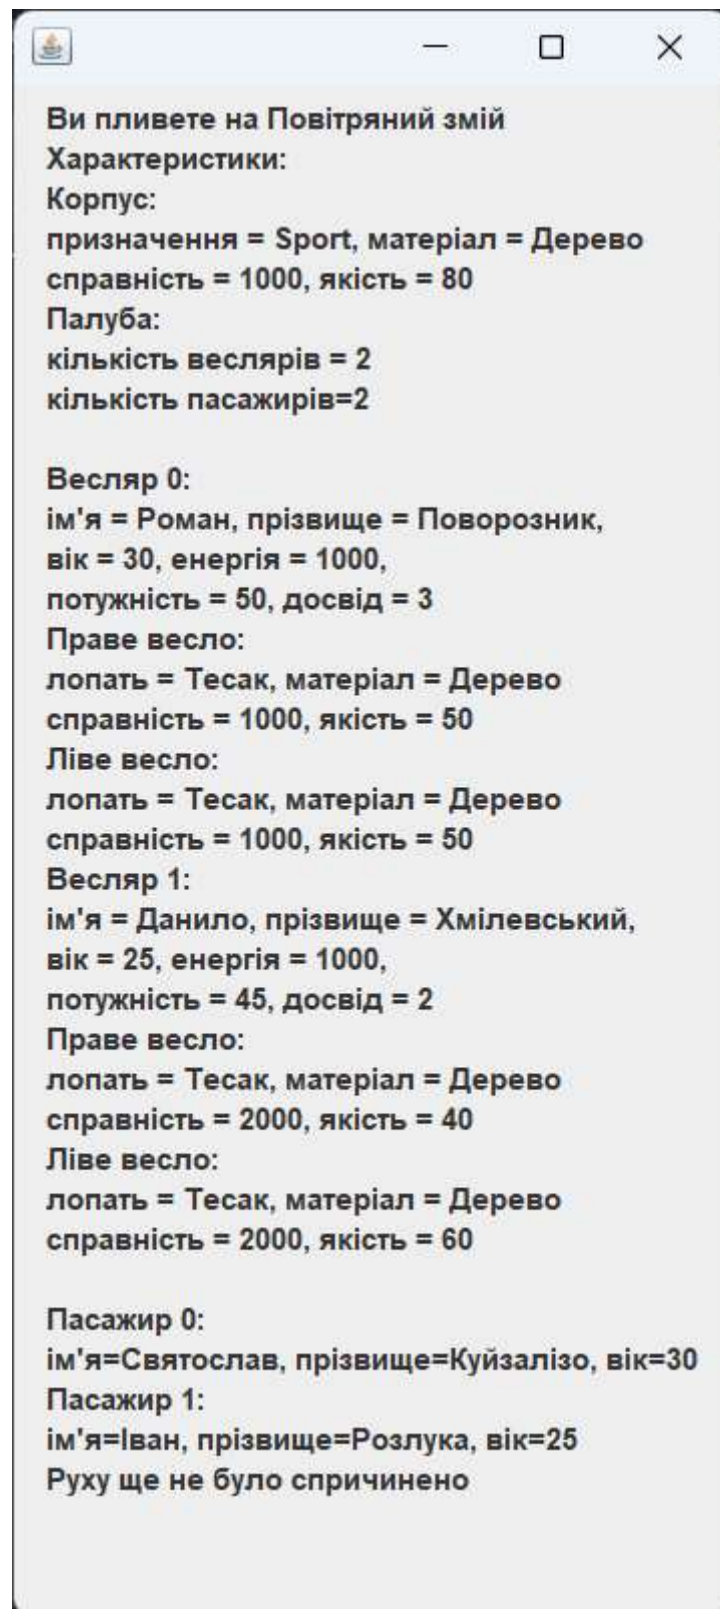 Ви пливете на Повітряний змій
Характеристики:
Корпус:
призначення = Sport, матеріал = Дерево
справність = 1000, якість = 80
Палуба:
кількість веслярів = 2
кількість пасажирів=2
Весляр 0:
ім'я = Роман, прізвище = Поворозник,
вік = 30, енергія = 1000,
потужність = 50, досвід = 3
Праве весло:
лопать = Тесак, матеріал = Дерево
справність = 1000, якість = 50
Ліве весло:
лопать = Тесак, матеріал = Дерево
справність = 1000, якість = 50
Весляр 1:
ім'я = Данило, прізвище = Хмілевський,
вік = 25, енергія = 1000,
потужність = 45, досвід = 2
Праве весло:
лопать = Тесак, матеріал = Дерево
справність = 2000, якість = 40
Ліве весло:
лопать = Тесак, матеріал = Дерево
справність = 2000, якість = 60
Пасажир 0:
ім'я=Святослав, прізвище=Куйзалізо, вік=30
Пасажир 1:
ім'я=Іван, прізвище=Розлука, вік=25
Руху ще не було спричинено